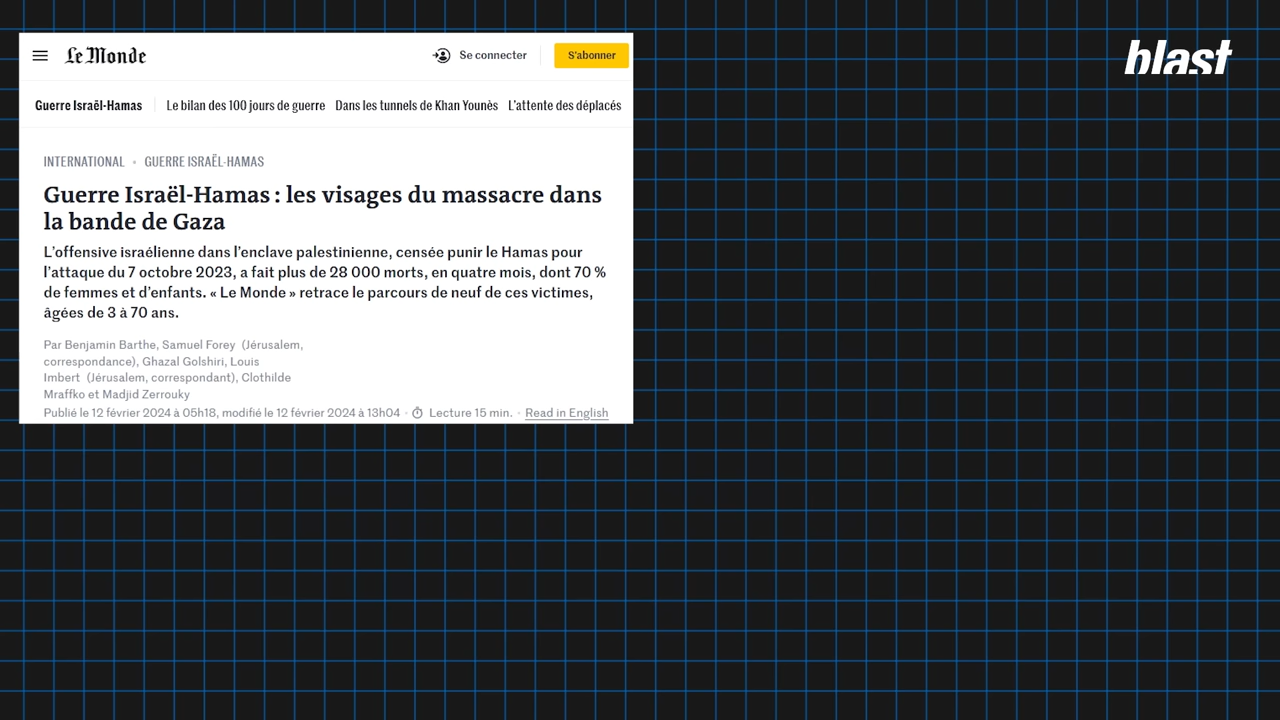 Le Monde
Se connecter
S'abonner
blast
Guerre Israël-Hamas
Le bilan des 100 jours de guerre
Dans les tunnels de Khan Younès
L'attente des déplacés
INTERNATIONAL • GUERRE ISRAËL-HAMAS
Guerre Israël-Hamas : les visages du massacre dans
la bande de Gaza
L'offensive israélienne dans l'enclave palestinienne, censée punir le Hamas pour
l'attaque du 7 octobre 2023, a fait plus de 28 000 morts, en quatre mois, dont 70 %
de femmes et d'enfants. « Le Monde » retrace le parcours de neuf de ces victimes,
âgées de 3 à 70 ans.
Par Benjamin Barthe, Samuel Forey (Jérusalem,
correspondance), Ghazal Golshiri, Louis
Imbert (Jérusalem, correspondant), Clothilde
Mraffko et Madjid Zerrouky
Publié le 12 février 2024 à 05h18, modifié le 12 février 2024 à 13h04 • Lecture 15 min. • Read in English